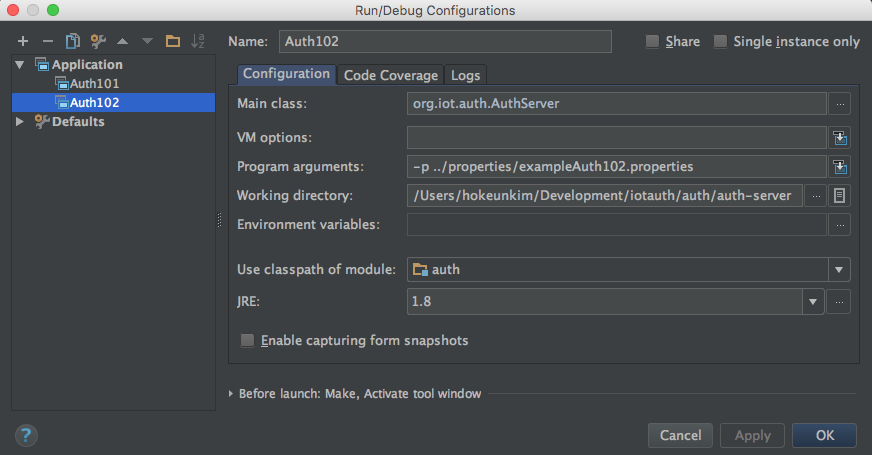 Run/Debug Configurations
Name: Auth102 Share Single instance only
Application
Auth101
Auth102
Defaults
Configuration Code Coverage Logs
Main class: org.iot.auth.AuthServer ...
VM options:
Program arguments: -p ../properties/exampleAuth102.properties
Working directory: /Users/hokeunkim/Development/iotauth/auth/auth-server ...
Environment variables: ...
Use classpath of module: auth
JRE: 1.8 ...
Enable capturing form snapshots
Before launch: Make, Activate tool window
? Cancel Apply OK